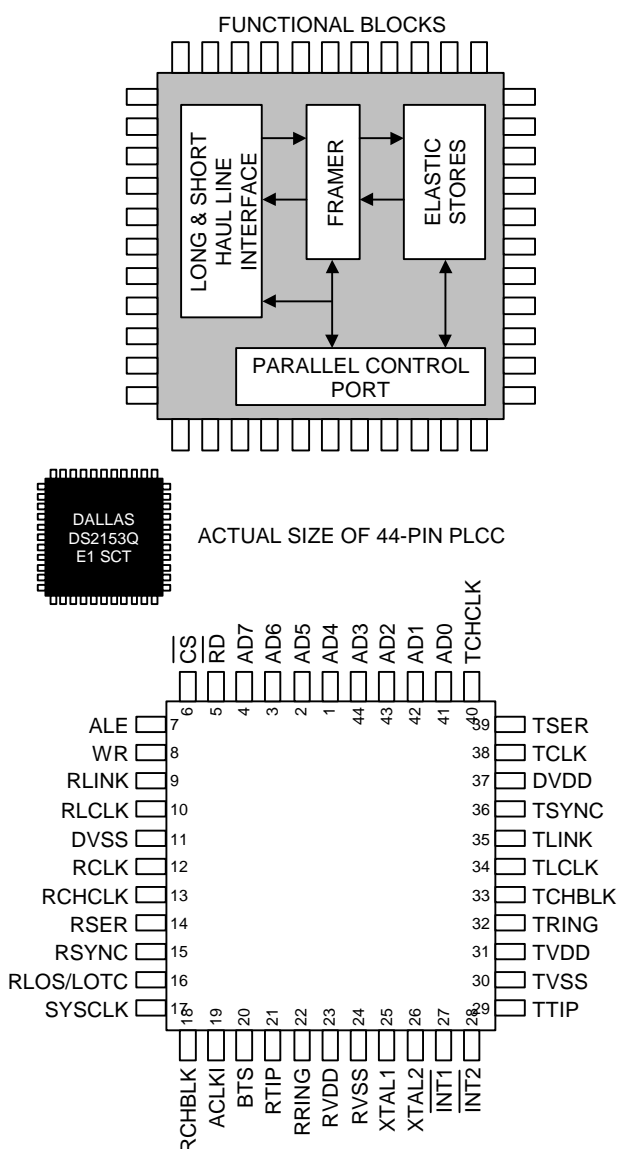 FUNCTIONAL BLOCKS
LONG & SHORT
HAUL LINE
INTERFACE
FRAMER
ELASTIC
STORES
PARALLEL CONTROL
PORT
DALLAS
DS2153Q
E1 SCT
ACTUAL SIZE OF 44-PIN PLCC
CS
RD
AD7
AD6
AD5
AD4
AD3
AD2
AD1
AD0
TCHCLK
6
5
4
3
2
1
44
43
42
41
40
ALE 7
WR 8
RLINK 9
RLCLK 10
DVSS 11
RCLK 12
RCHCLK 13
RSER 14
RSYNC 15
RLOS/LOTC 16
SYSCLK 17
39 TSER
38 TCLK
37 DVDD
36 TSYNC
35 TLINK
34 TLCLK
33 TCHBLK
32 TRING
31 TVDD
30 TVSS
29 TTIP
18
19
20
21
22
23
24
25
26
27
28
RCHBLK
ACLKI
BTS
RTIP
RRING
RVDD
RVSS
XTAL1
XTAL2
INT1
INT2